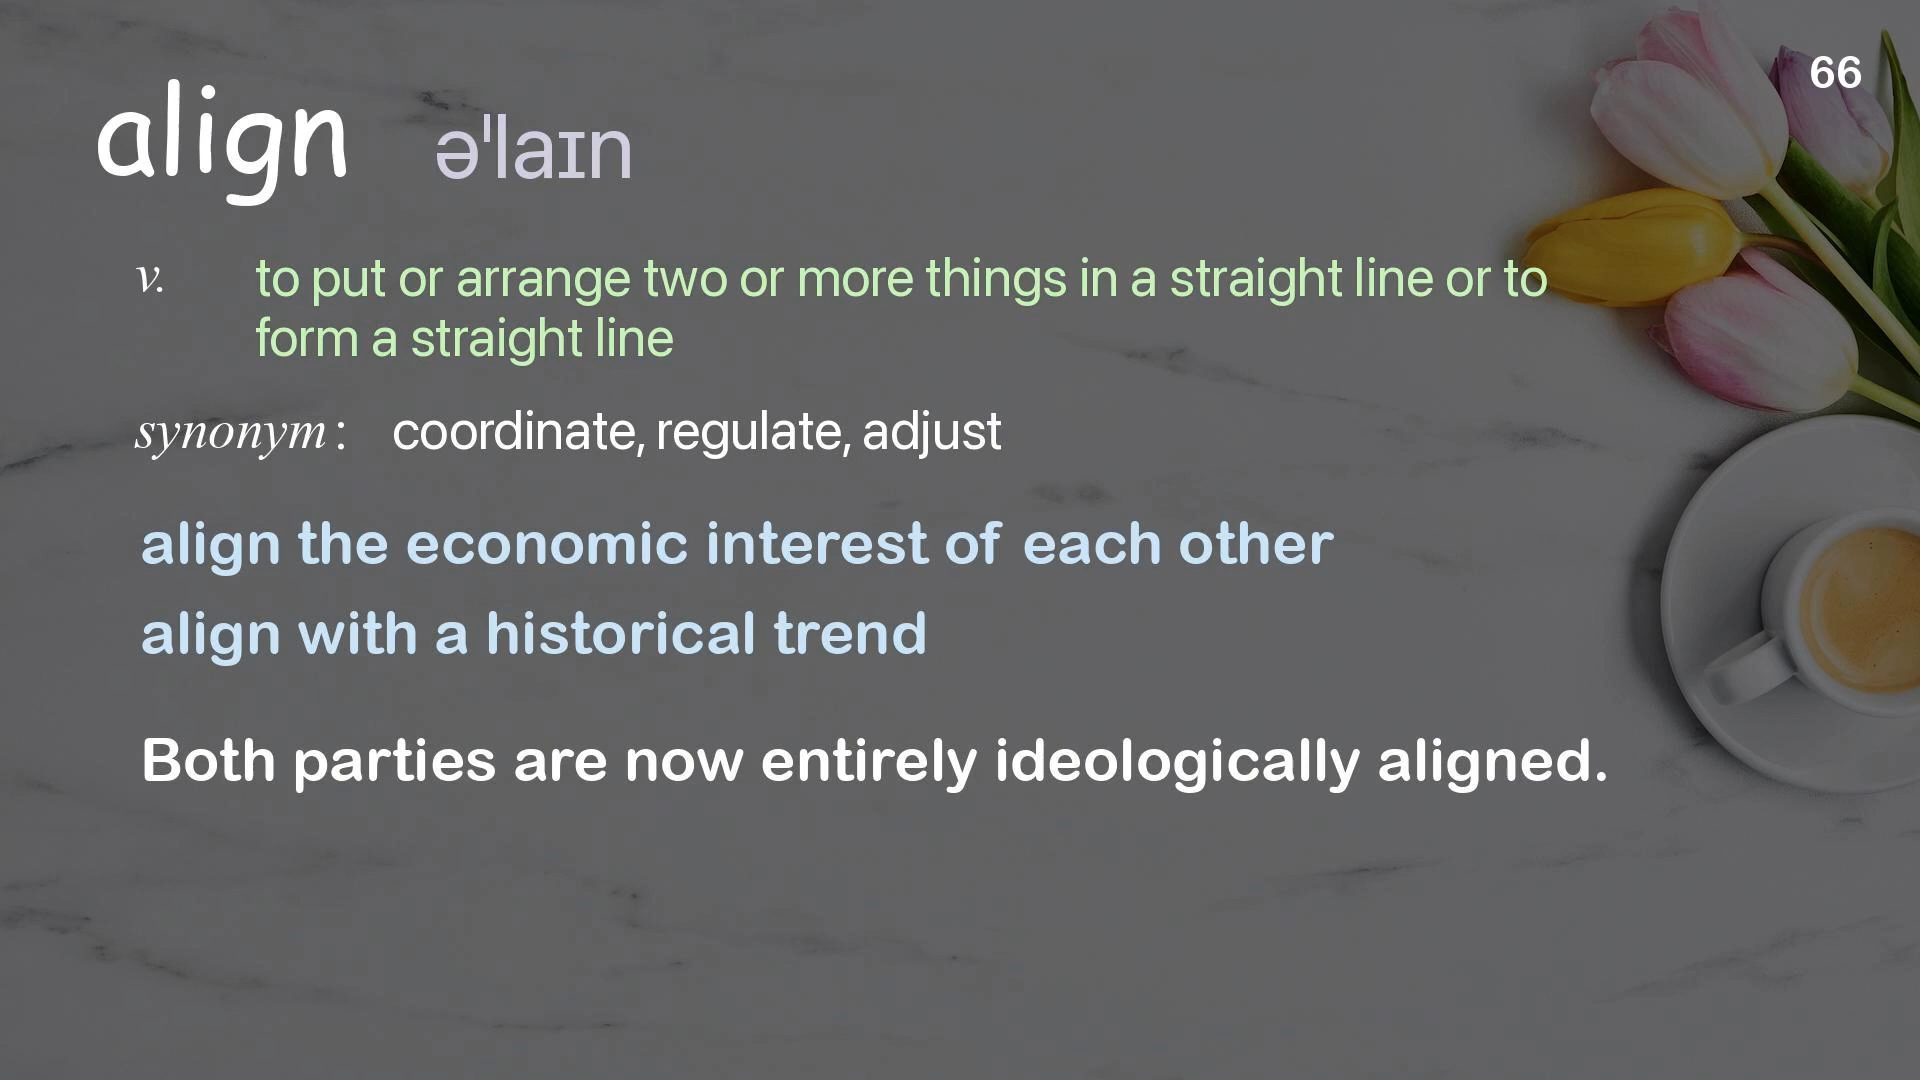 66
align əˈlaɪn
v. to put or arrange two or more things in a straight line or to
form a straight line
synonym: coordinate, regulate, adjust
align the economic interest of each other
align with a historical trend
Both parties are now entirely ideologically aligned.